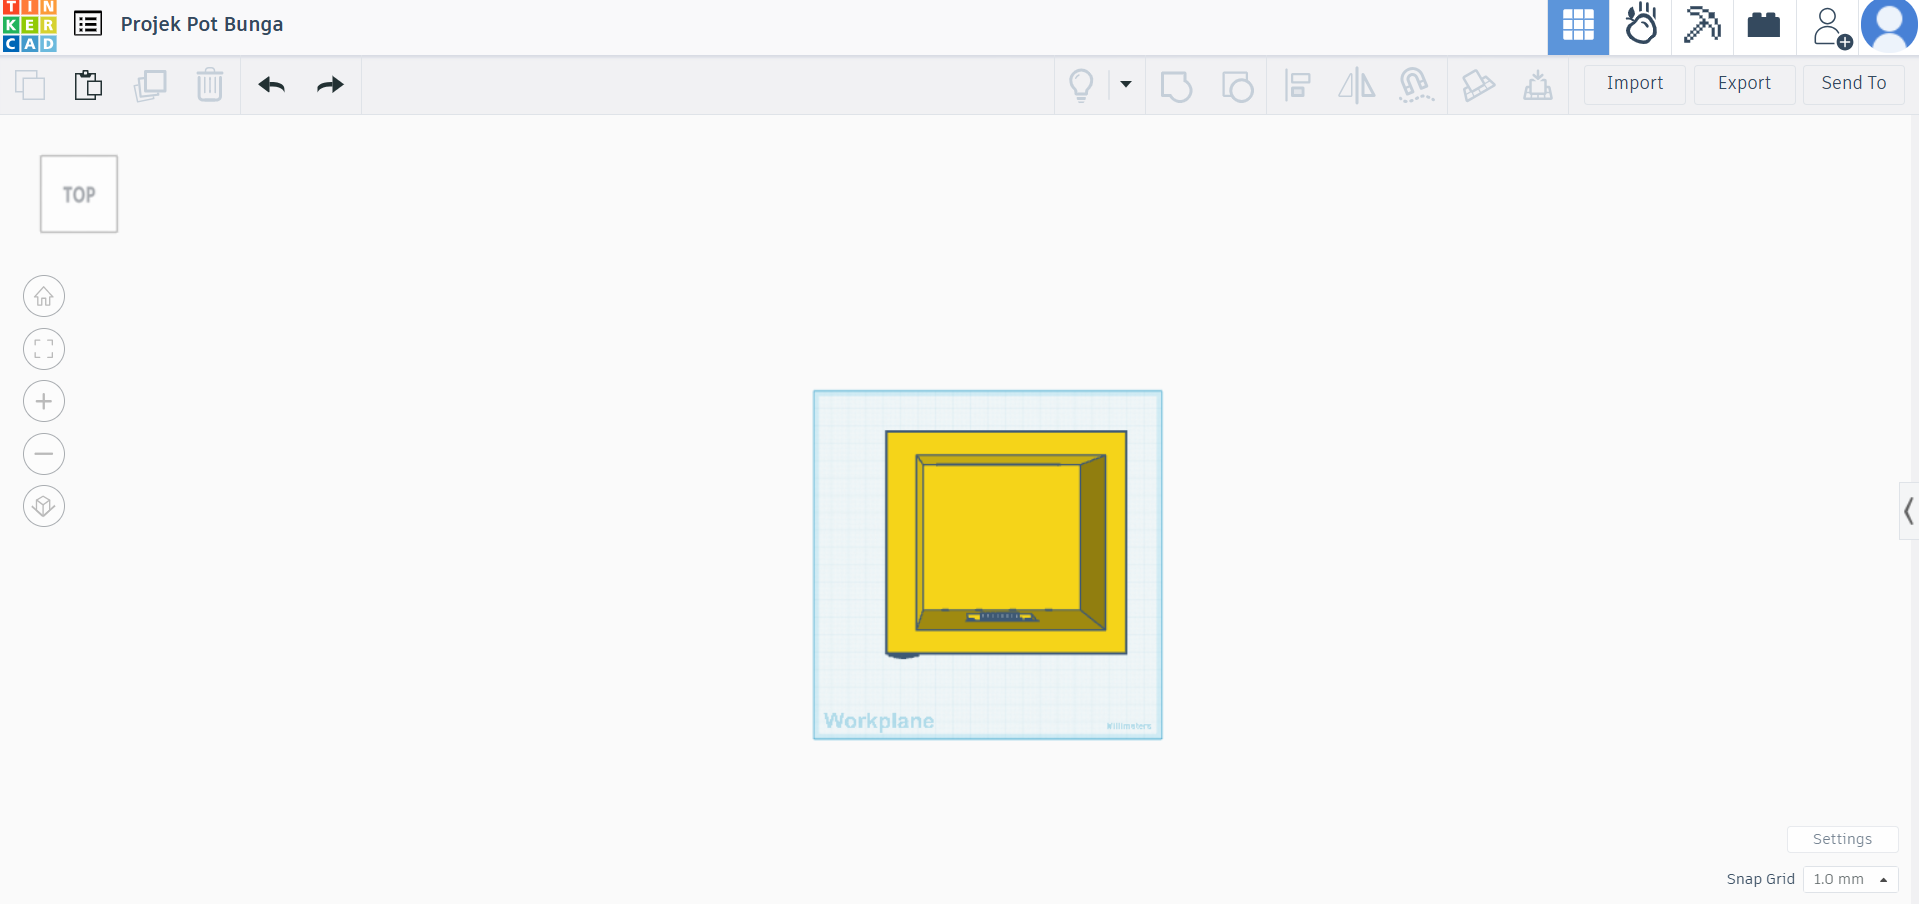 TIN
KER
CAD
Projek Pot Bunga
Import
Export
Send To
TOP
Workplane
Millimeters
Settings
Snap Grid
1.0 mm